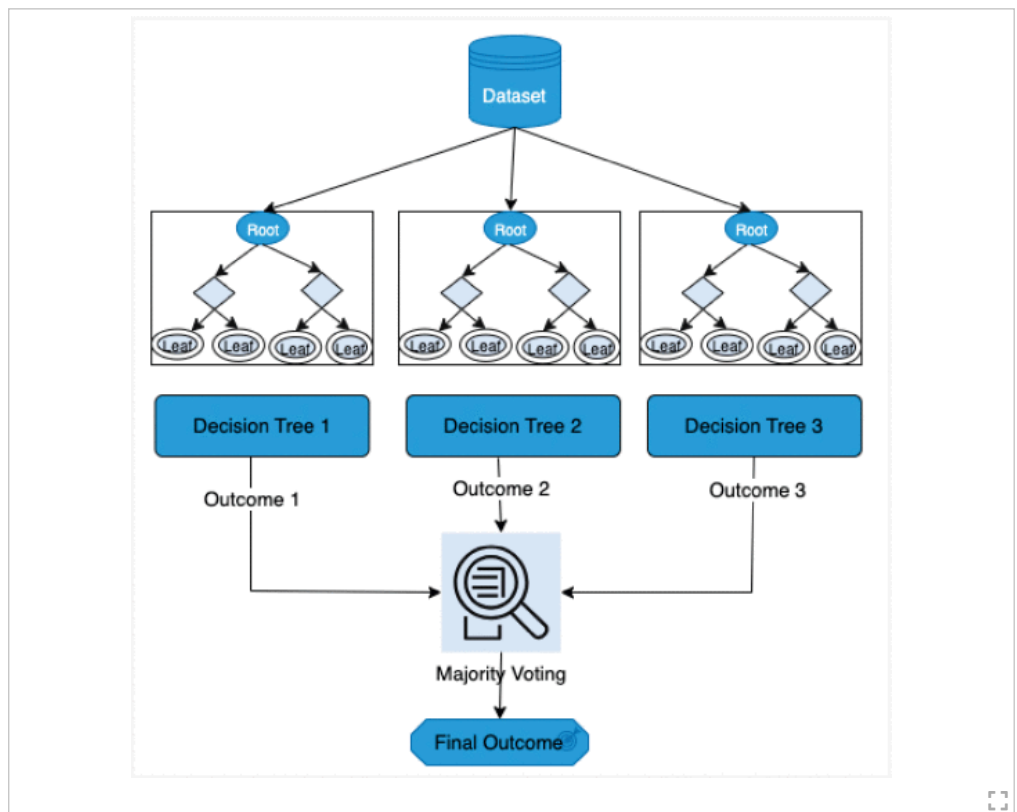 Dataset
Root
Root
Root
Leaf Leaf Leaf Leaf
Leaf Leaf Leaf Leaf
Leaf Leaf Leaf Leaf
Decision Tree 1
Decision Tree 2
Decision Tree 3
Outcome 1
Outcome 2
Outcome 3
Majority Voting
Final Outcome